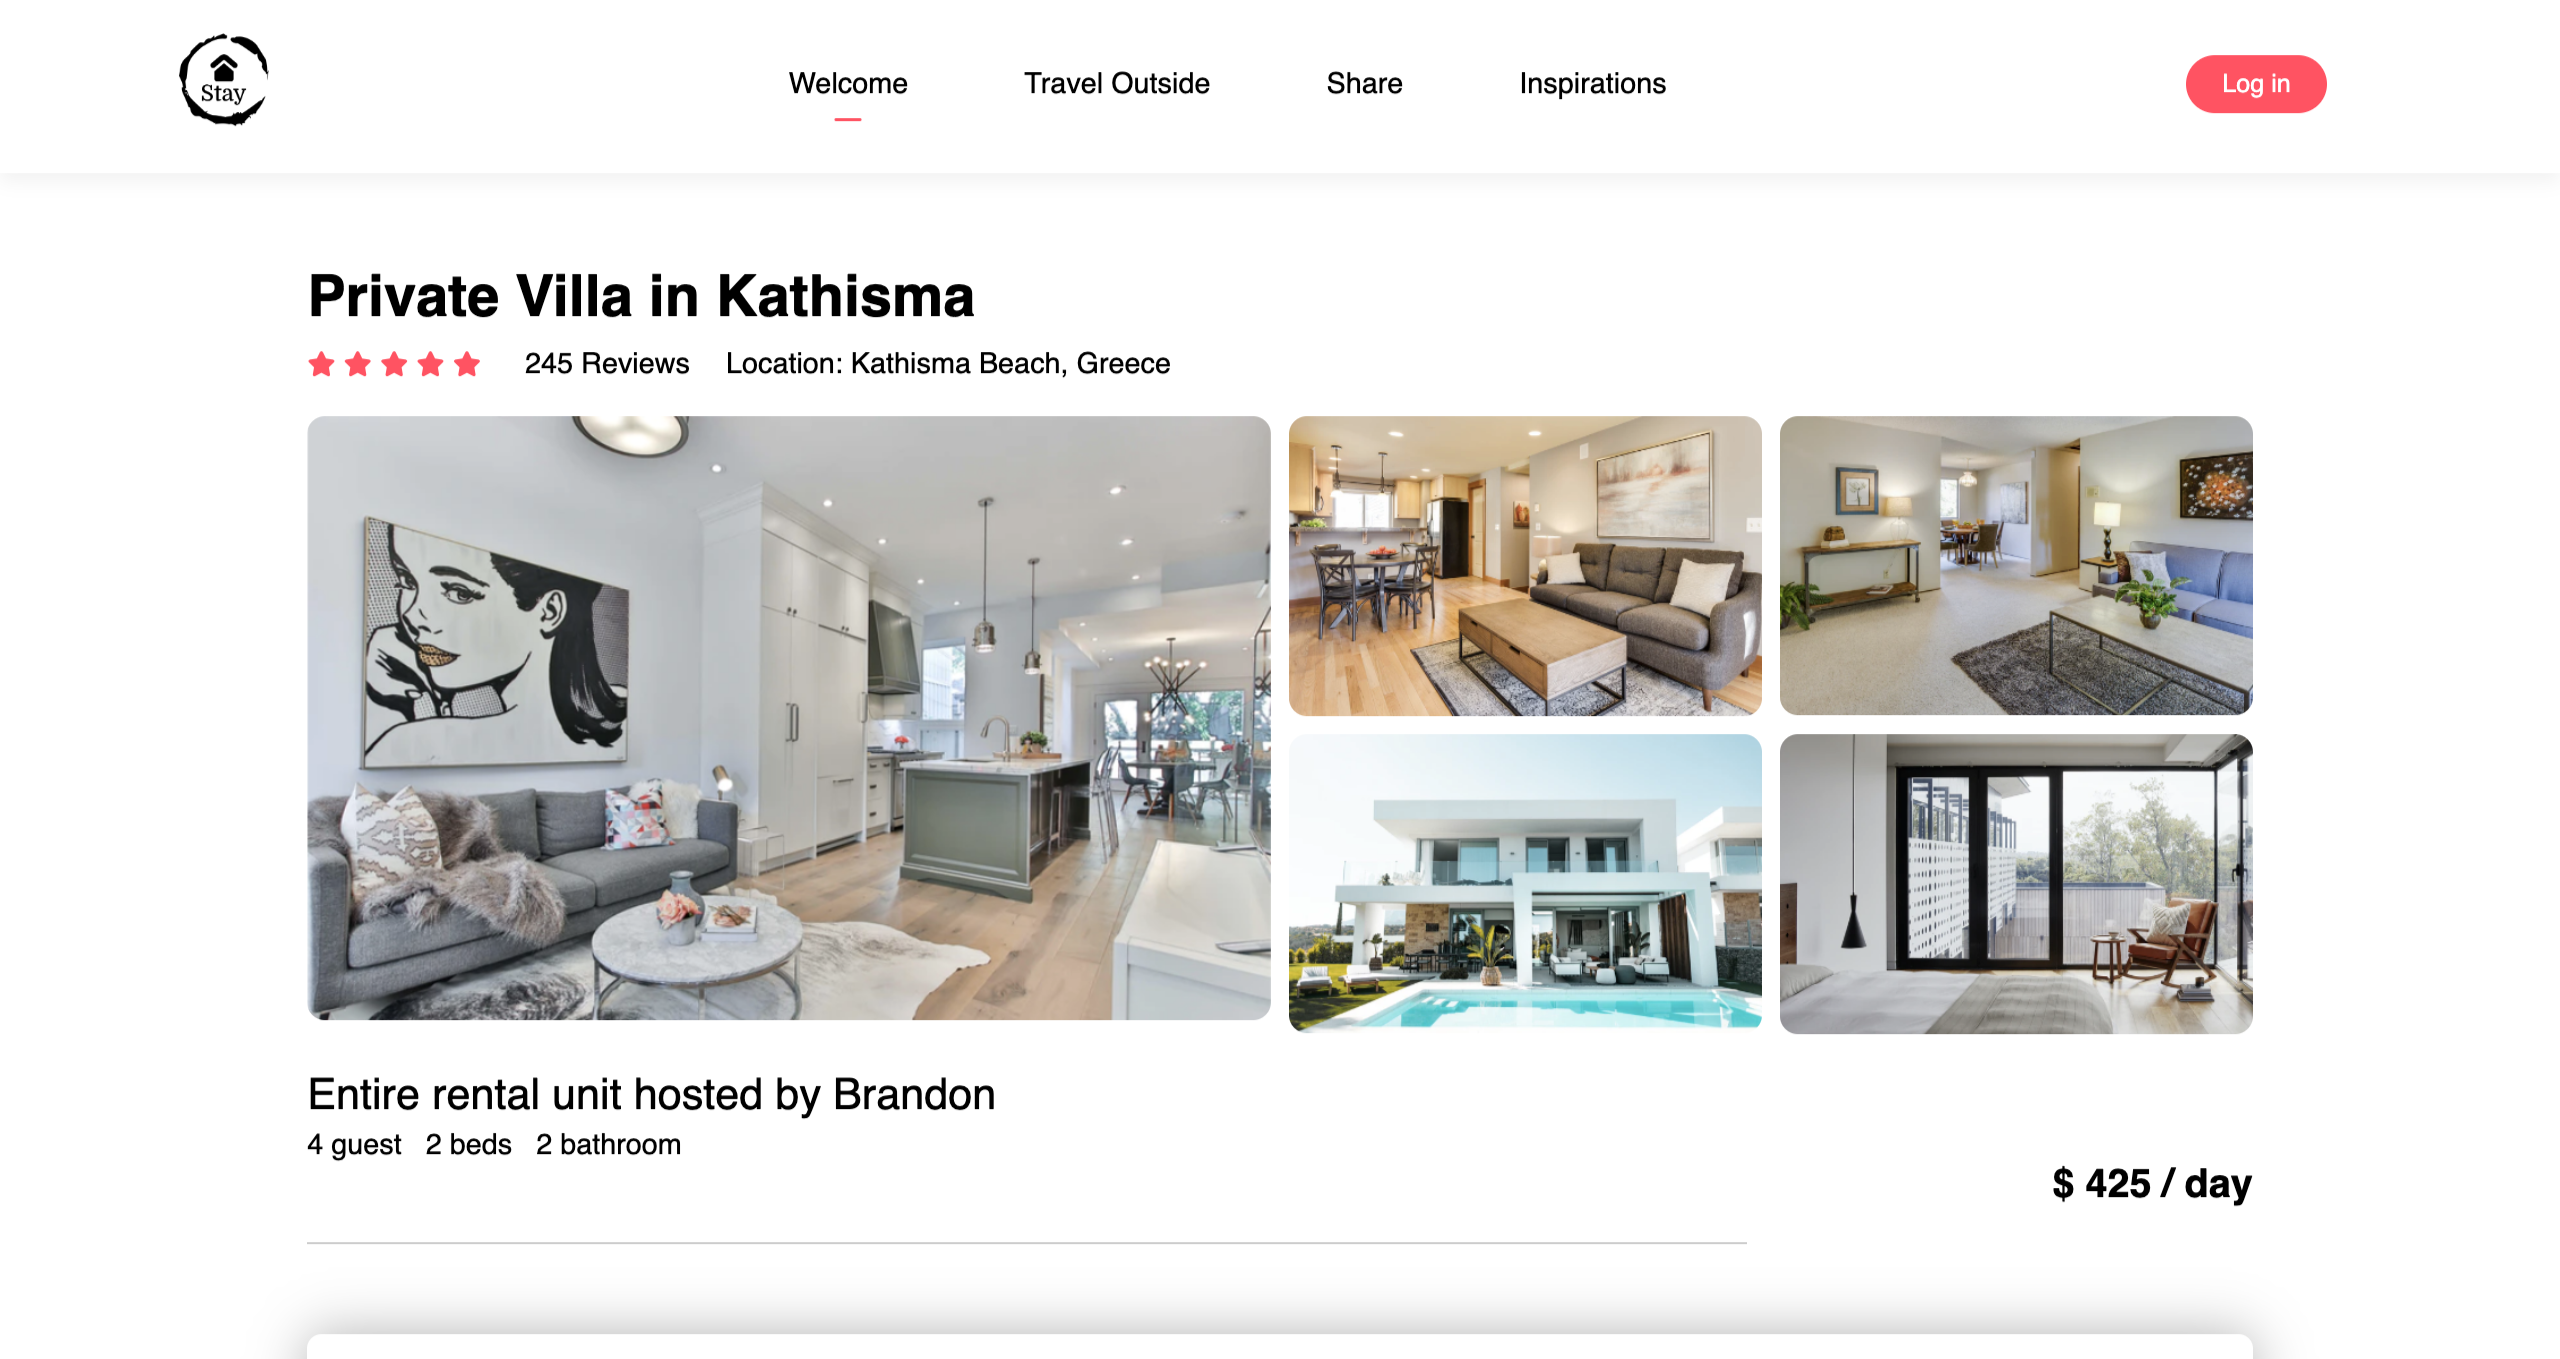 Stay
Welcome Travel Outside Share Inspirations Log in
Private Villa in Kathisma
245 Reviews Location: Kathisma Beach, Greece
Entire rental unit hosted by Brandon
4 guest 2 beds 2 bathroom
$ 425 / day